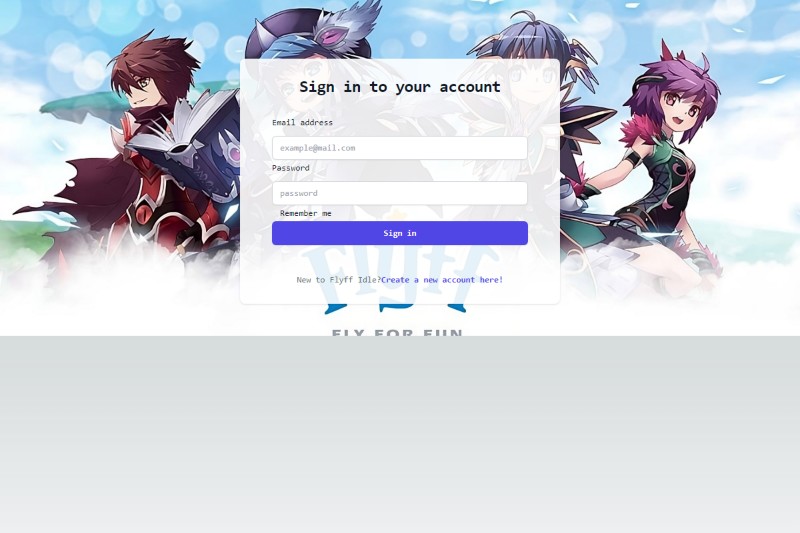 Sign in to your account
Email address
example@mail.com
Password
password
Remember me
Sign in
New to Flyff Idle?Create a new account here!
Flyff
FLY FOR FUN